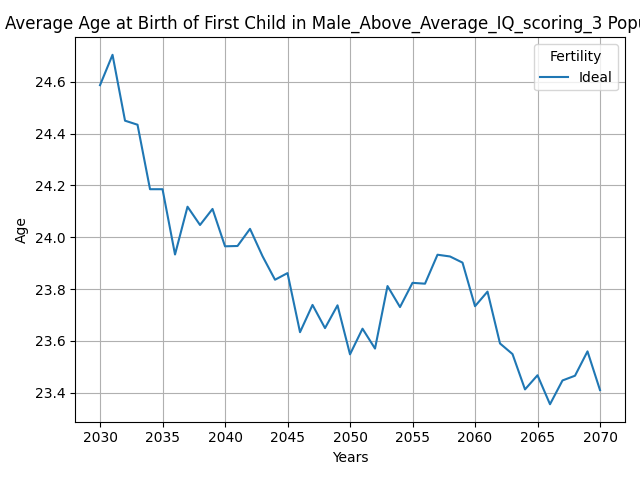 Average Age at Birth of First Child in Male_Above_Average_IQ_scoring_3 Popu
Fertility
Ideal
24.6
24.4
24.2
24.0
23.8
23.6
23.4
Age
2030 2035 2040 2045 2050 2055 2060 2065 2070
Years